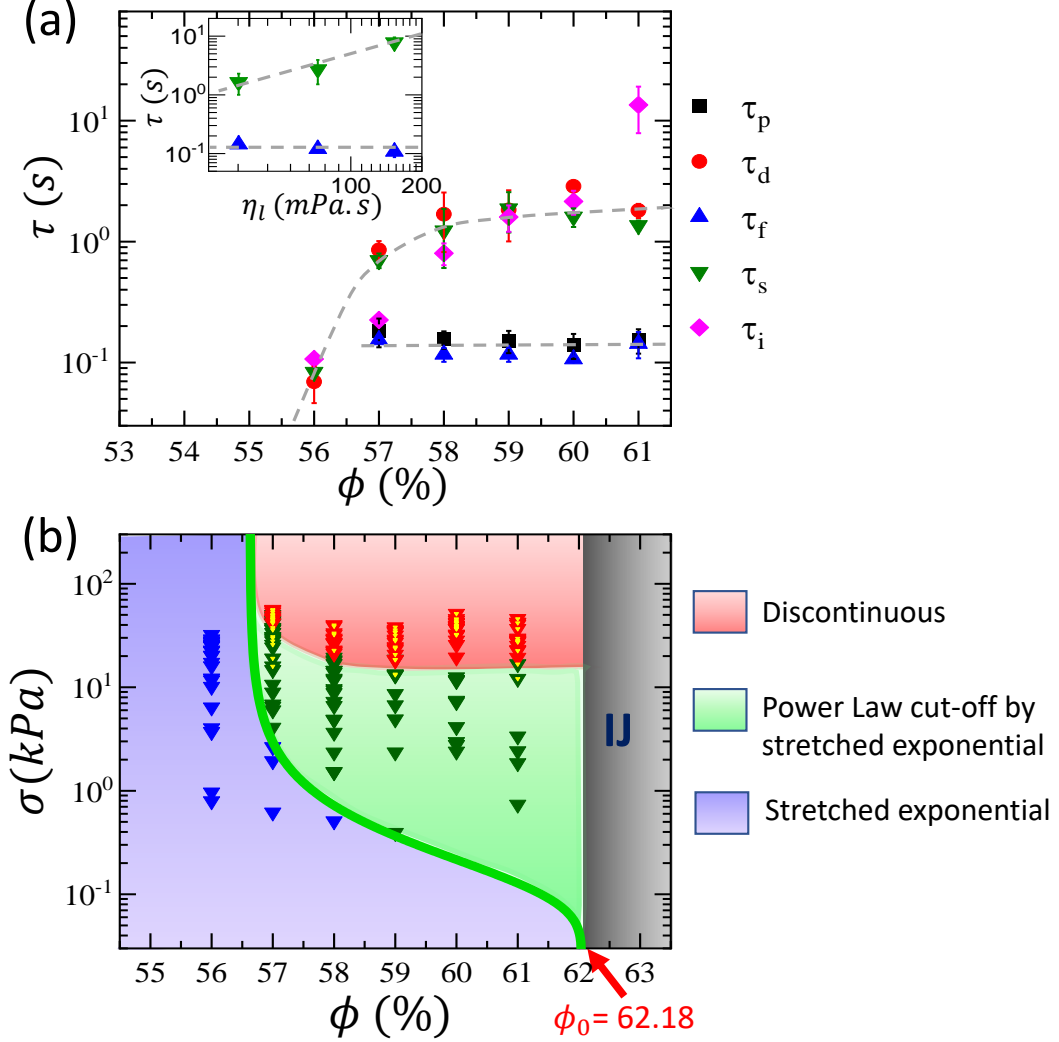 (a)
τ (s)
10¹
10⁰
10⁻¹
τ (s)
10¹
10⁰
10⁻¹
100
200
η_l (mPa.s)
53 54 55 56 57 58 59 60 61
ϕ (%)
τ_p
τ_d
τ_f
τ_s
τ_i
(b)
σ(kPa)
10²
10¹
10⁰
10⁻¹
IJ
55 56 57 58 59 60 61 62 63
ϕ (%)
ϕ₀= 62.18
Discontinuous
Power Law cut-off by
stretched exponential
Stretched exponential